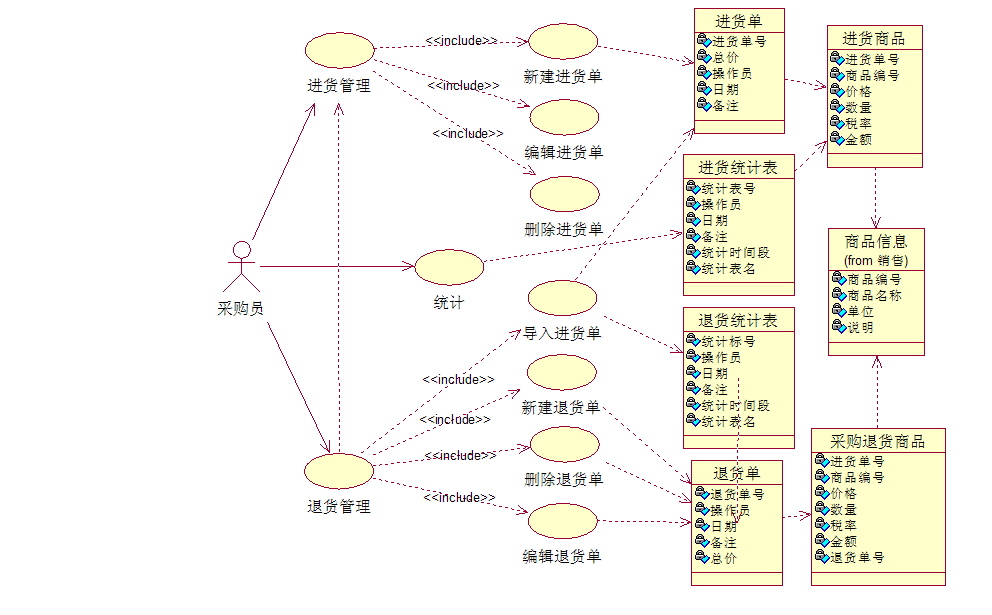 <<include>>
进货管理
新建进货单
<<include>>
编辑进货单
<<include>>
删除进货单
采购员
统计
导入进货单
<<include>>
新建退货单
<<include>>
删除退货单
<<include>>
退货管理
<<include>>
编辑退货单
进货单
进货单号
总价
操作员
日期
备注
进货商品
进货单号
商品编号
价格
数量
税率
金额
进货统计表
统计表号
操作员
日期
备注
统计时间段
统计表名
商品信息
(from 销售)
商品编号
商品名称
单位
说明
退货统计表
统计标号
操作员
日期
备注
统计时间段
统计表名
退货单
退货单号
操作员
日期
备注
总价
采购退货商品
进货单号
商品编号
价格
数量
税率
金额
退货单号